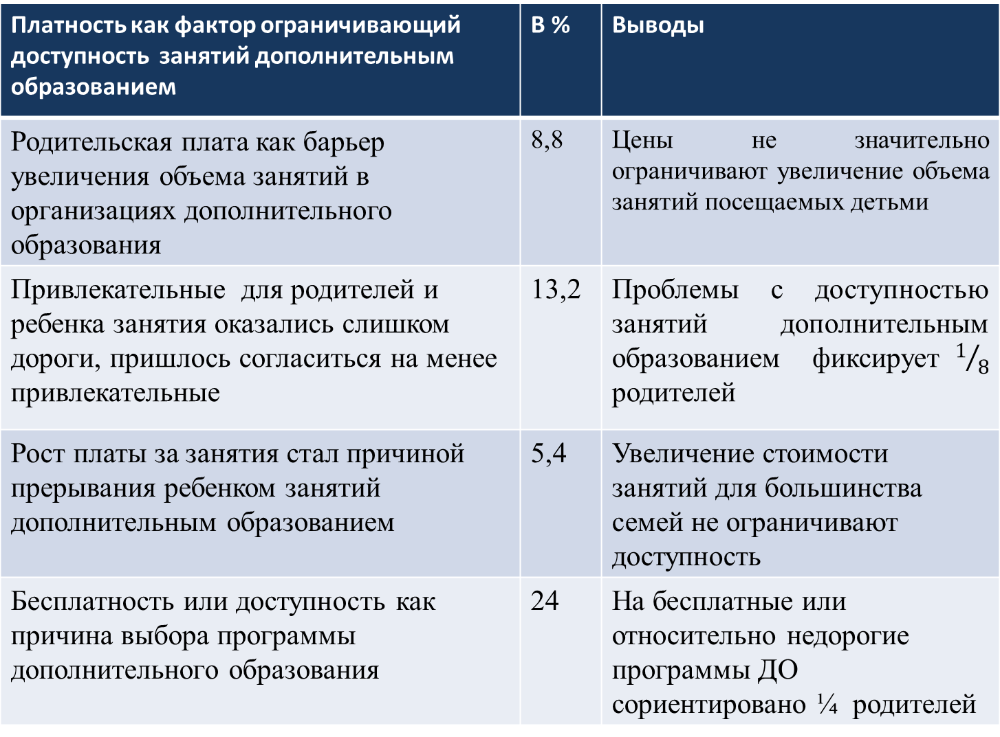 Платность как фактор ограничивающий
доступность занятий дополнительным
образованием
В %
Выводы
Родительская плата как барьер
увеличения объема занятий в
организациях дополнительного
образования
8,8
Цены не значительно
ограничивают увеличение объема
занятий посещаемых детьми
Привлекательные для родителей и
ребенка занятия оказались слишком
дороги, пришлось согласиться на менее
привлекательные
13,2
Проблемы с доступностью
занятий дополнительным
образованием фиксирует 1/8
родителей
Рост платы за занятия стал причиной
прерывания ребенком занятий
дополнительным образованием
5,4
Увеличение стоимости
занятий для большинства
семей не ограничивают
доступность
Бесплатность или доступность как
причина выбора программы
дополнительного образования
24
На бесплатные или
относительно недорогие
программы ДО
сориентировано ¼ родителей